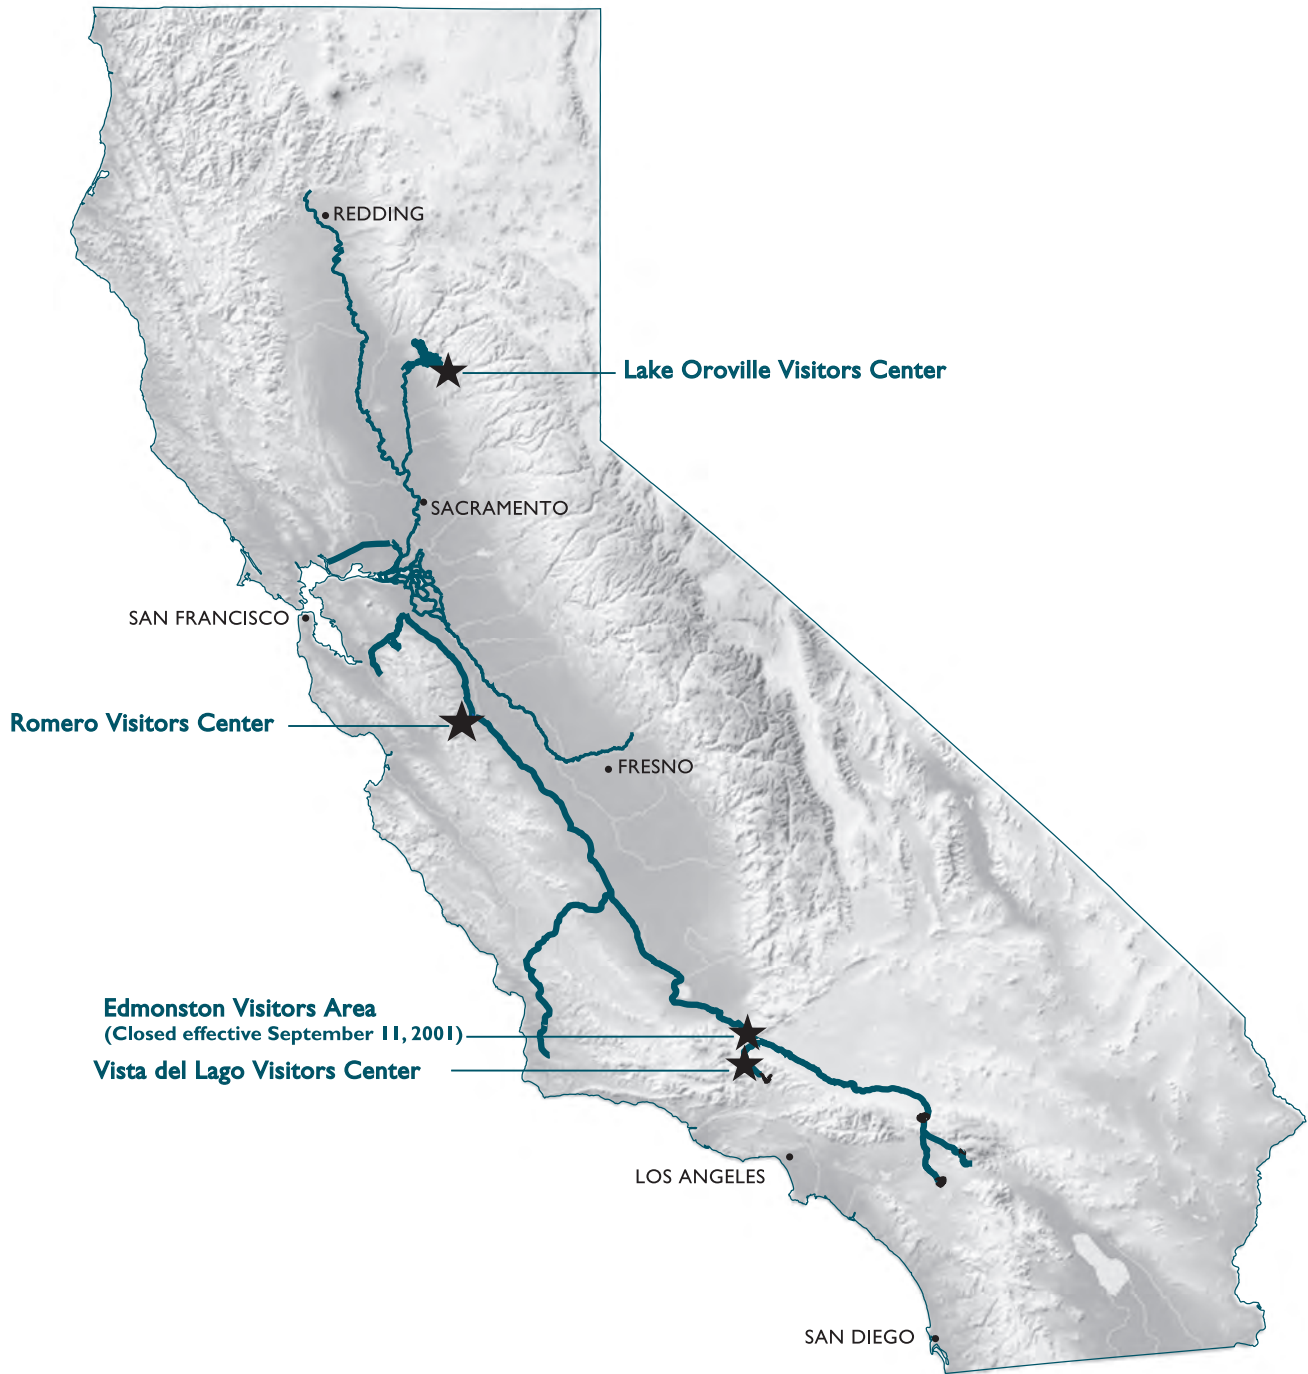 REDDING
Lake Oroville Visitors Center
SACRAMENTO
SAN FRANCISCO
Romero Visitors Center
FRESNO
Edmonston Visitors Area
(Closed effective September 11, 2001)
Vista del Lago Visitors Center
LOS ANGELES
SAN DIEGO